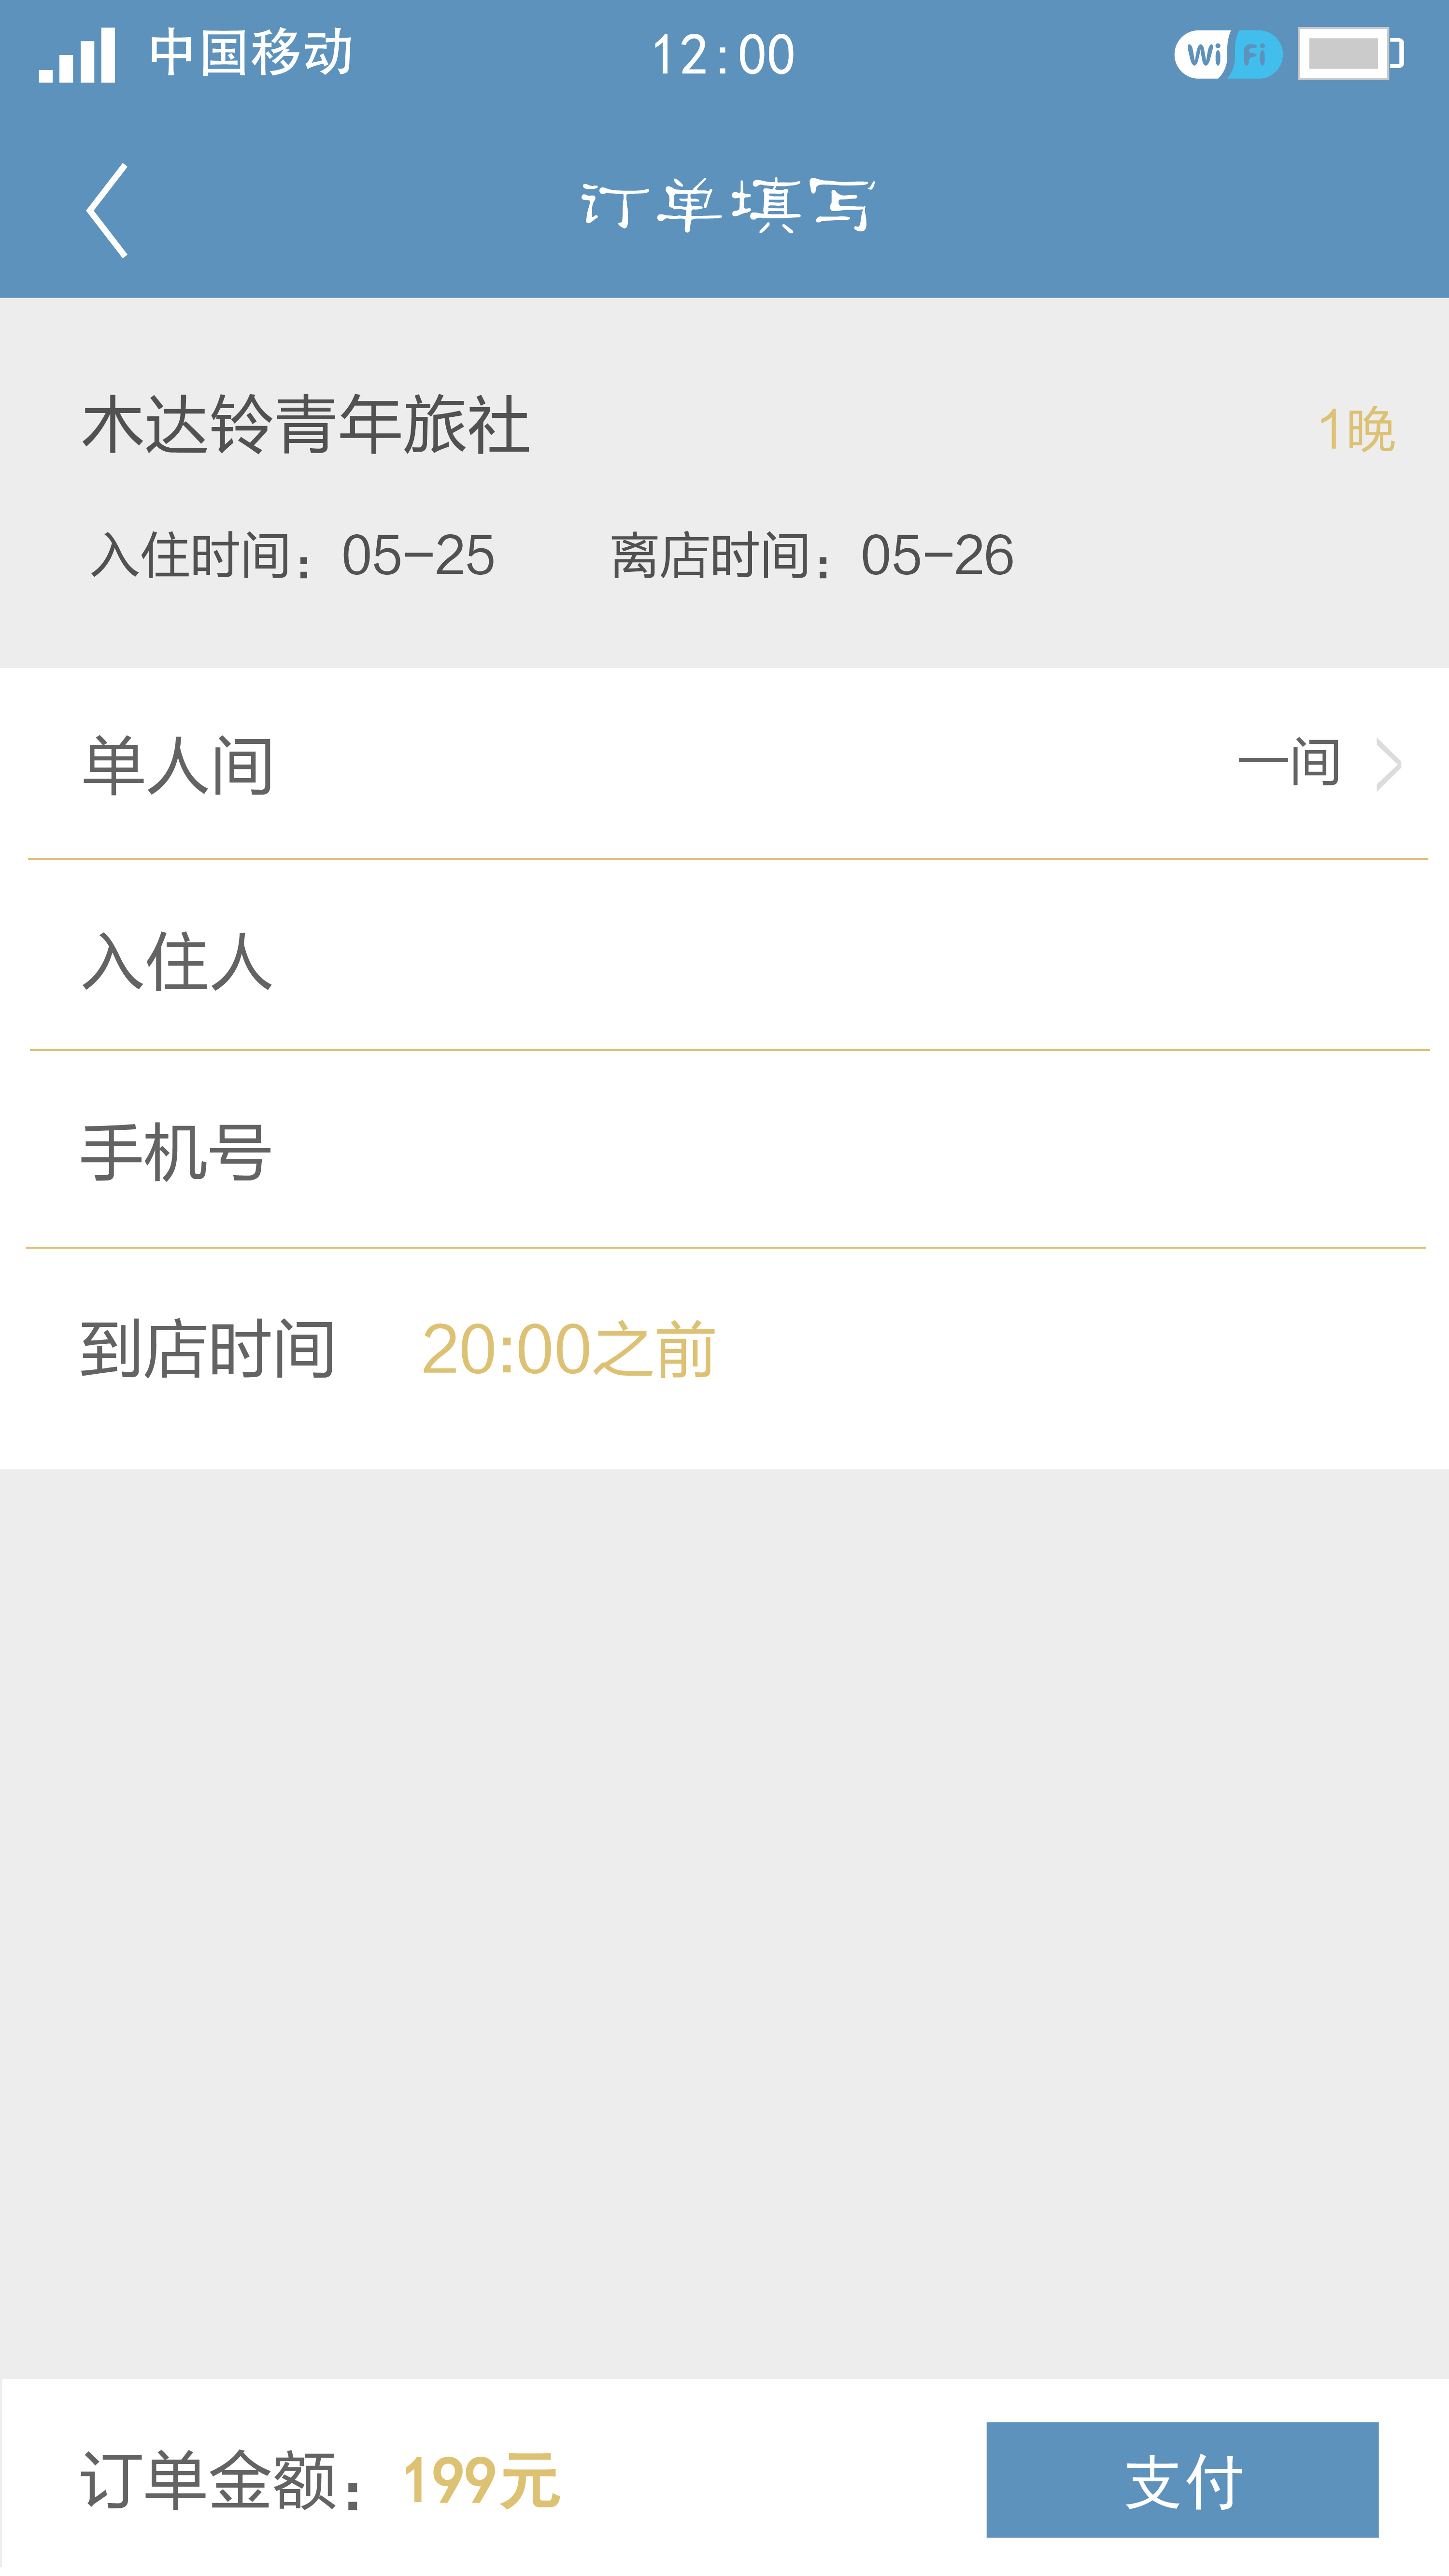 中国移动 12:00 WiFi
订单填写
木达铃青年旅社 1晚
入住时间：05-25 离店时间：05-26
单人间 一间
入住人
手机号
到店时间 20:00之前
订单金额：199元 支付